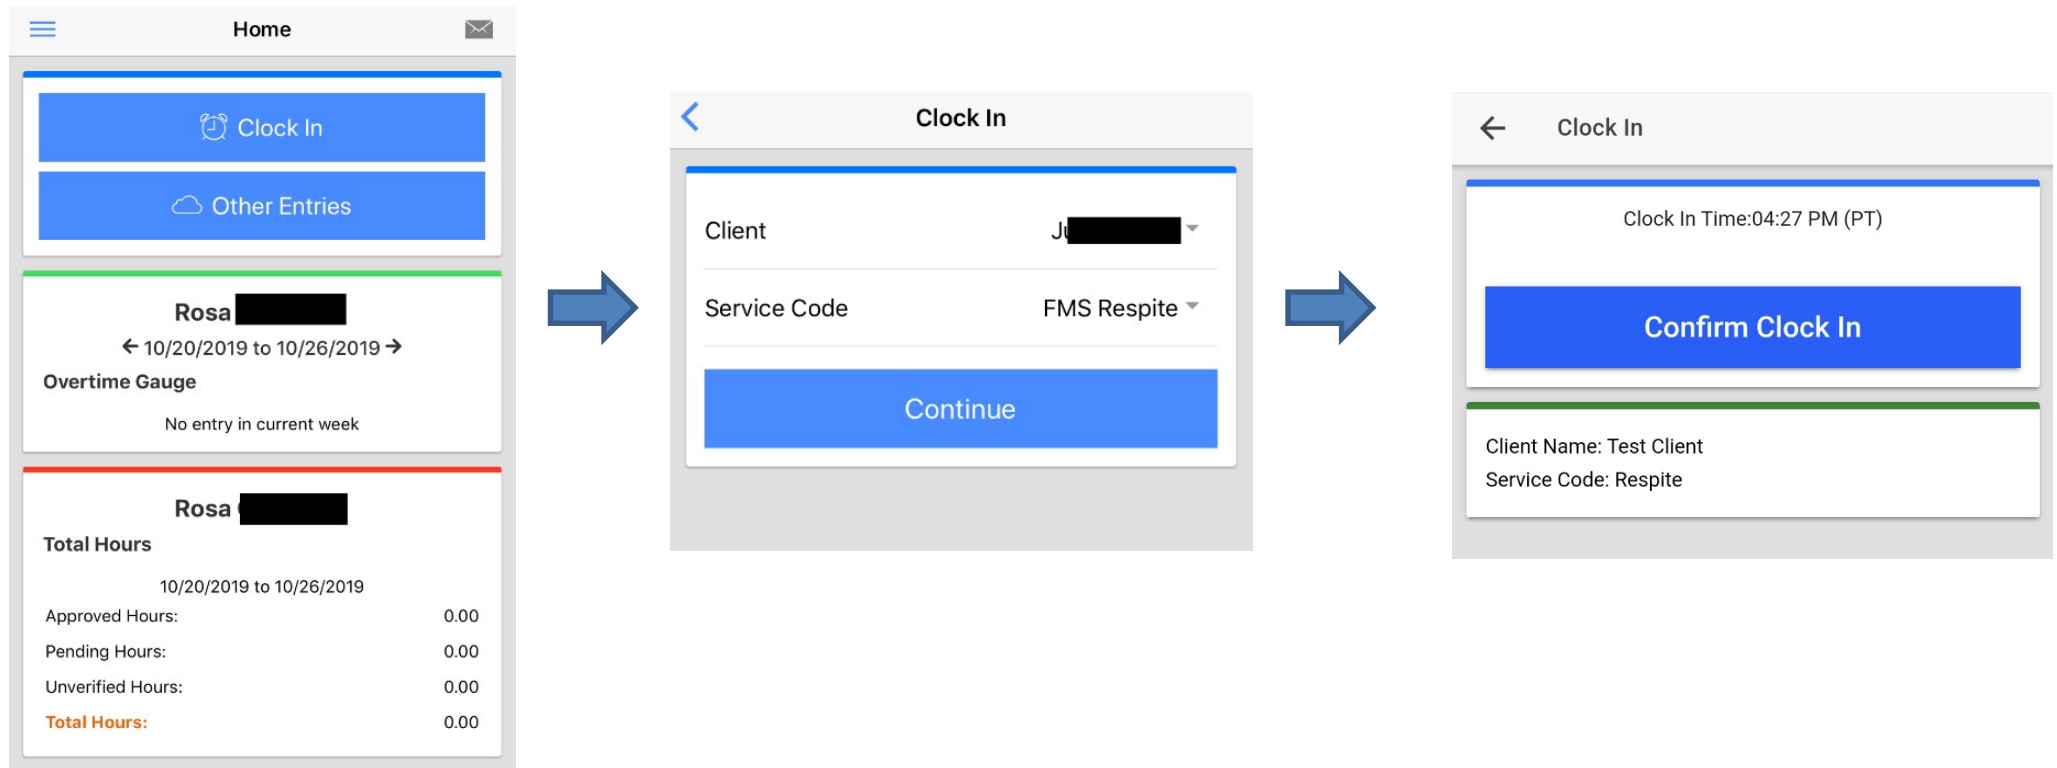 Home
Clock In
Other Entries
Rosa
10/20/2019 to 10/26/2019
Overtime Gauge
No entry in current week
Rosa
Total Hours
10/20/2019 to 10/26/2019
Approved Hours: 0.00
Pending Hours: 0.00
Unverified Hours: 0.00
Total Hours: 0.00
Clock In
Client
Service Code FMS Respite
Continue
Clock In
Clock In Time:04:27 PM (PT)
Confirm Clock In
Client Name: Test Client
Service Code: Respite